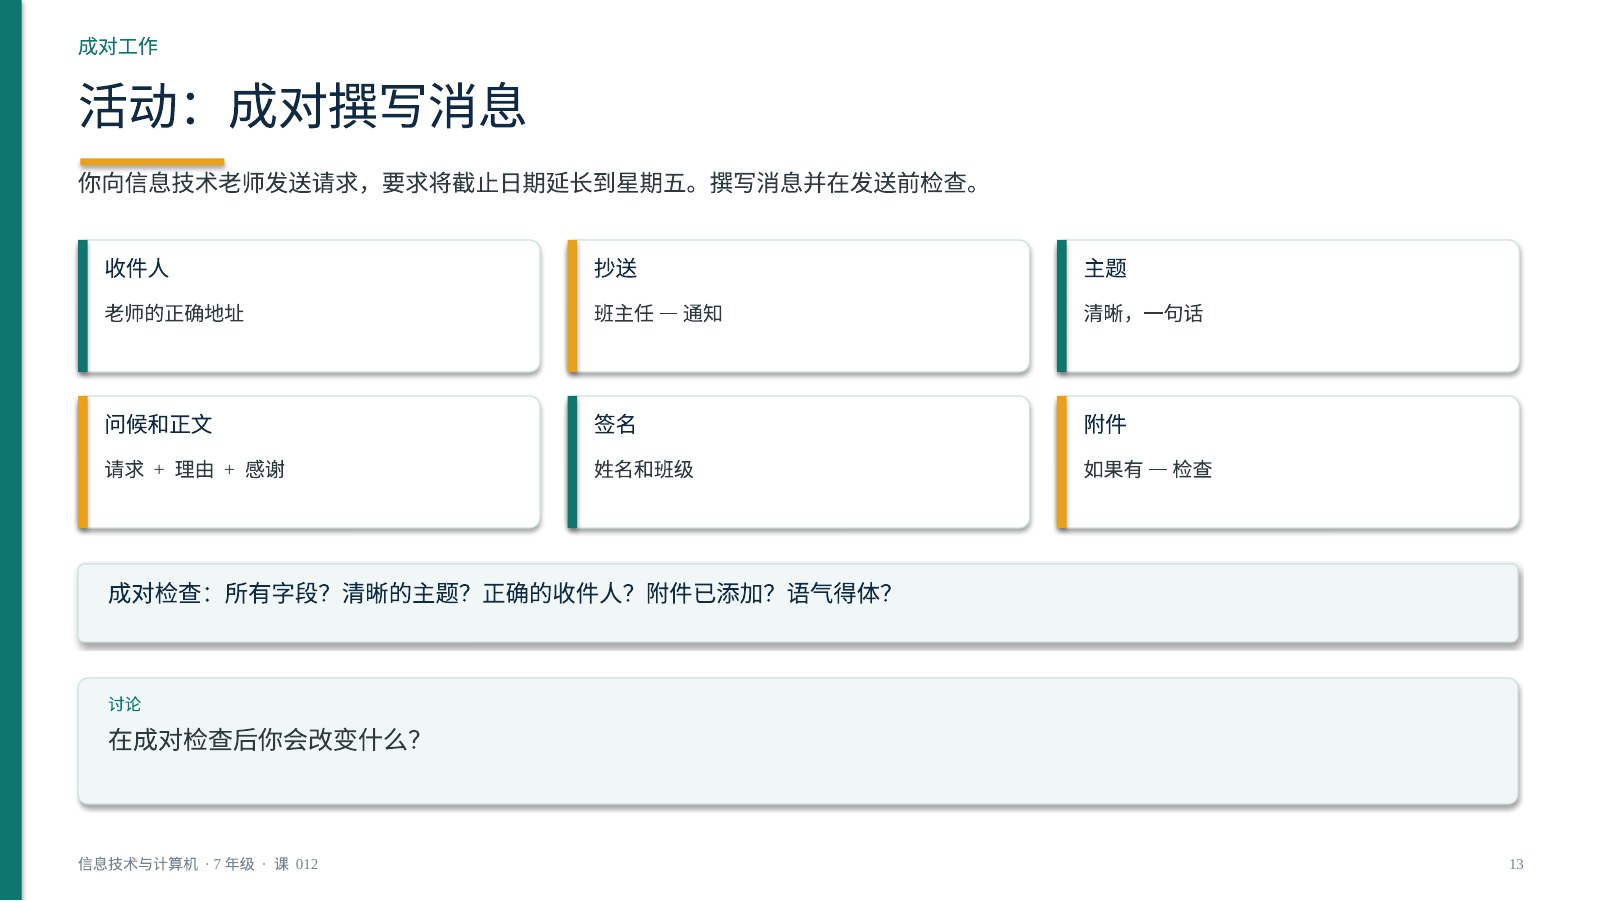 成对工作
活动：成对撰写消息
你向信息技术老师发送请求，要求将截止日期延长到星期五。撰写消息并在发送前检查。
收件人
老师的正确地址
抄送
班主任 — 通知
主题
清晰，一句话
问候和正文
请求 + 理由 + 感谢
签名
姓名和班级
附件
如果有 — 检查
成对检查：所有字段？清晰的主题？正确的收件人？附件已添加？语气得体？
讨论
在成对检查后你会改变什么？
信息技术与计算机 · 7 年级 · 课 012
13